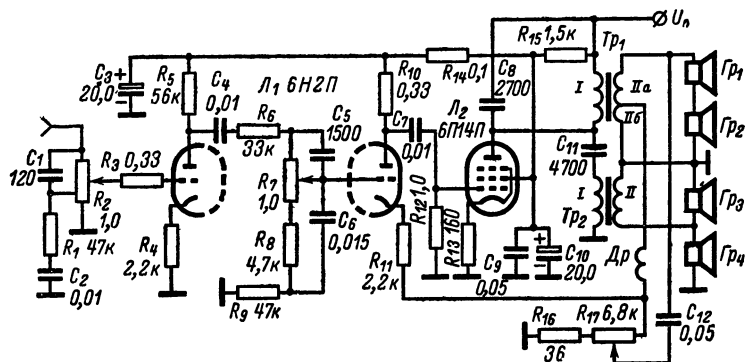 Uп
R15 1,5к
Тр1
C3 +
20,0
R5
56к
C4
0,01
Л1 6Н2П
R10
0,33
R14 0,1
C8
2700
I
IIа
Гр1
R6
33к
C5
1500
C7
0,01
Л2
6П14П
IIб
Гр2
C1
120
R3 0,33
C11
4700
R2
1,0
R7
1,0
R12 1,0
I
II
Гр3
C6
0,015
R13 160
Тр2
R1 47к
R4
2,2к
R8
4,7к
Др
Гр4
C2
0,01
R11
2,2к
C9
0,05
+
C10
20,0
R9 47к
R16
36
R17 6,8к
C12
0,05